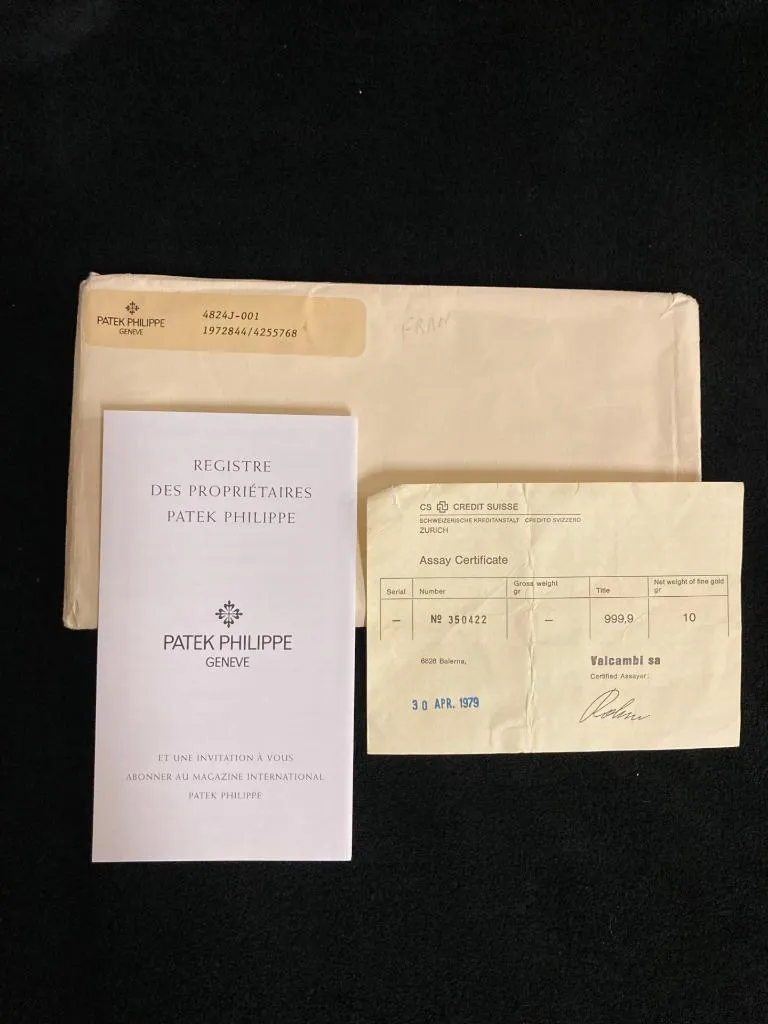 PATEK PHILIPPE
GENEVE
4824J-001
1972844/4255768
FRAN
REGISTRE
DES PROPRIÉTAIRES
PATEK PHILIPPE
PATEK PHILIPPE
GENEVE
ET UNE INVITATION À VOUS
ABONNER AU MAGAZINE INTERNATIONAL
PATEK PHILIPPE
CS CREDIT SUISSE
SCHWEIZERISCHE KREDITANSTALT CREDITO SVIZZERO
ZURICH
Assay Certificate
Serial Number Gross weight gr Title Net weight of fine gold gr
– Nº 350422 – 999,9 10
6828 Balerna, Valcambi sa
Certified Assayer:
30 APR. 1979